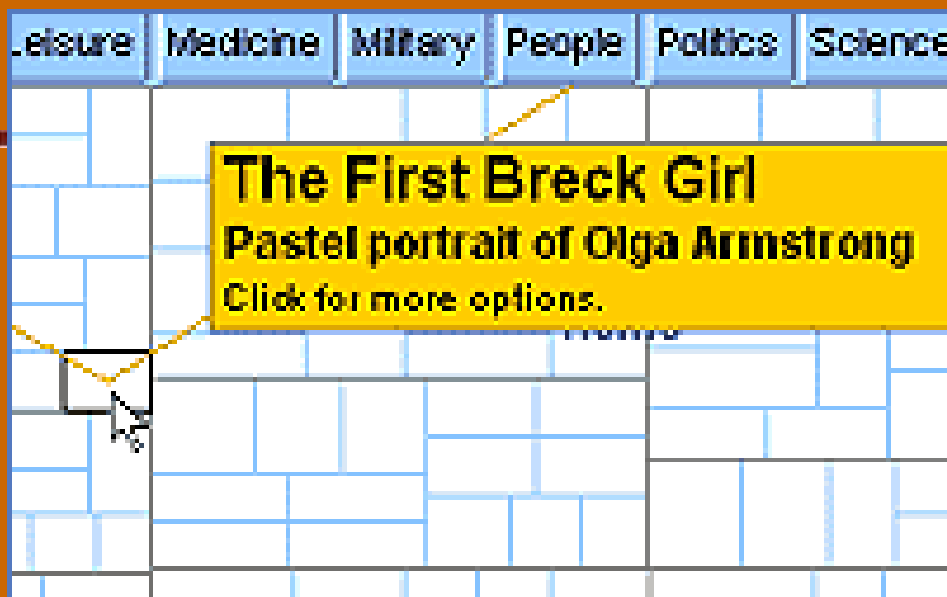 Leisure Medicine Military People Politics Science
The First Breck Girl
Pastel portrait of Olga Armstrong
Click for more options.